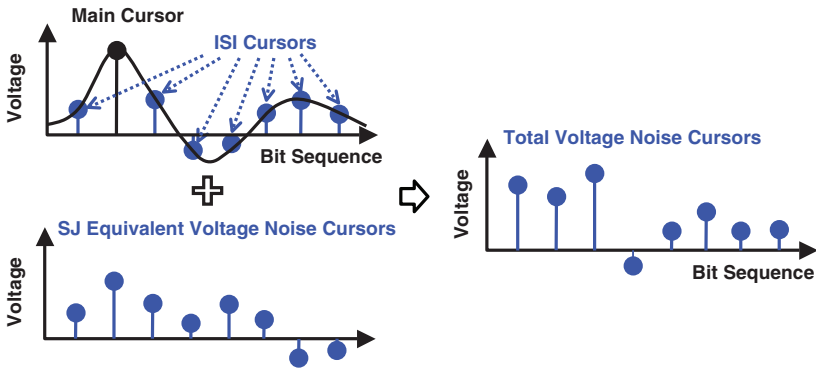 Main Cursor
ISI Cursors
Voltage
Bit Sequence
SJ Equivalent Voltage Noise Cursors
Voltage
Total Voltage Noise Cursors
Voltage
Bit Sequence